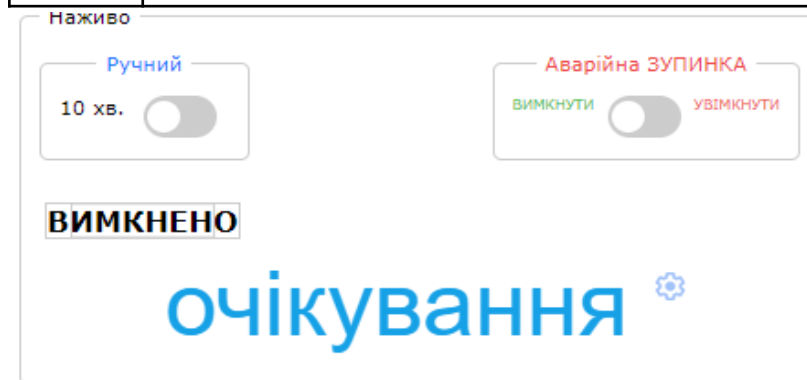 Наживо
Ручний
Аварійна ЗУПИНКА
10 хв.
ВИМКНУТИ
УВІМКНУТИ
ВИМКНЕНО
очікування